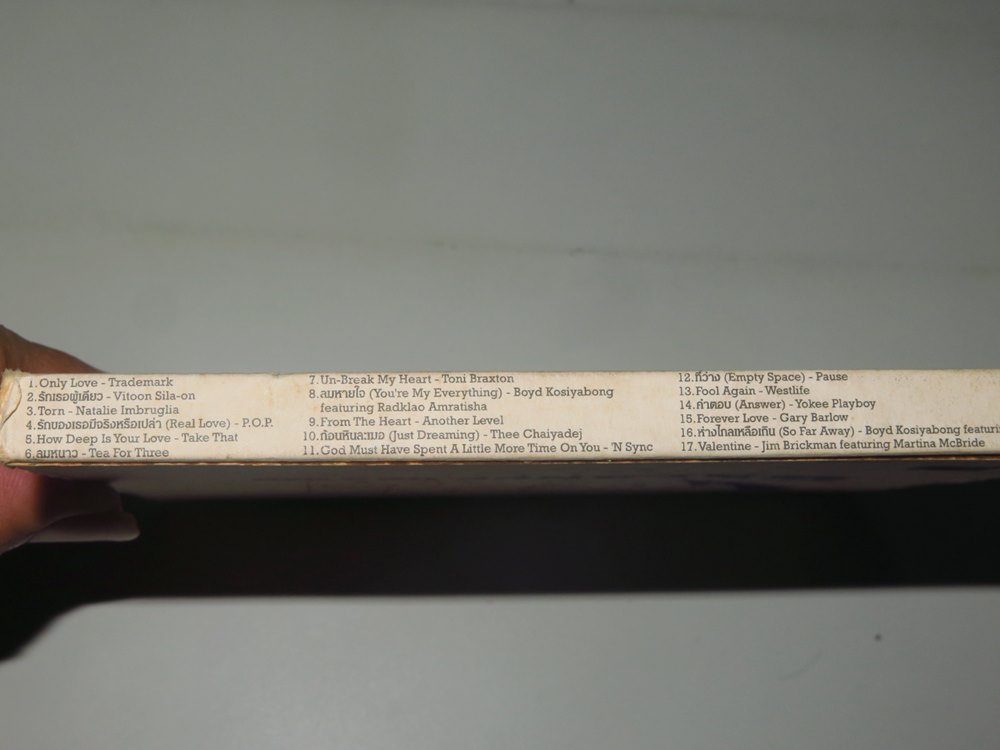 1.Only Love - Trademark
2.รักเธอผู้เดียว - Vitoon Sila-on
3.Torn - Natalie Imbruglia
4.รักของเธอมีจริงหรือเปล่า (Real Love) - P.O.P.
5.How Deep Is Your Love - Take That
6.ลมหนาว - Tea For Three
7.Un-Break My Heart - Toni Braxton
8.ลมหายใจ (You're My Everything) - Boyd Kosiyabong
featuring Radklao Amratisha
9.From The Heart - Another Level
10.ก้อนหินละเมอ (Just Dreaming) - Thee Chaiyadej
11.God Must Have Spent A Little More Time On You - 'N Sync
12.ที่ว่าง (Empty Space) - Pause
13.Fool Again - Westlife
14.คำตอบ (Answer) - Yokee Playboy
15.Forever Love - Gary Barlow
16.ห่างไกลเหลือเกิน (So Far Away) - Boyd Kosiyabong
17.Valentine - Jim Brickman featuring Martina McBride